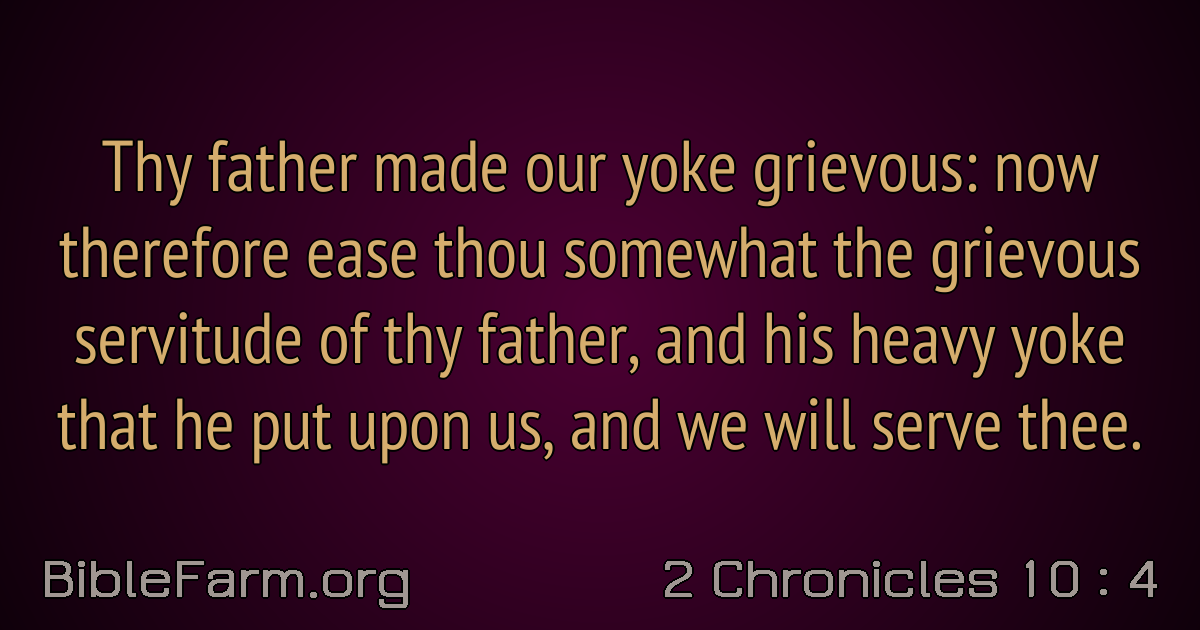 Thy father made our yoke grievous: now
therefore ease thou somewhat the grievous
servitude of thy father, and his heavy yoke
that he put upon us, and we will serve thee.
BibleFarm.org
2 Chronicles 10 : 4